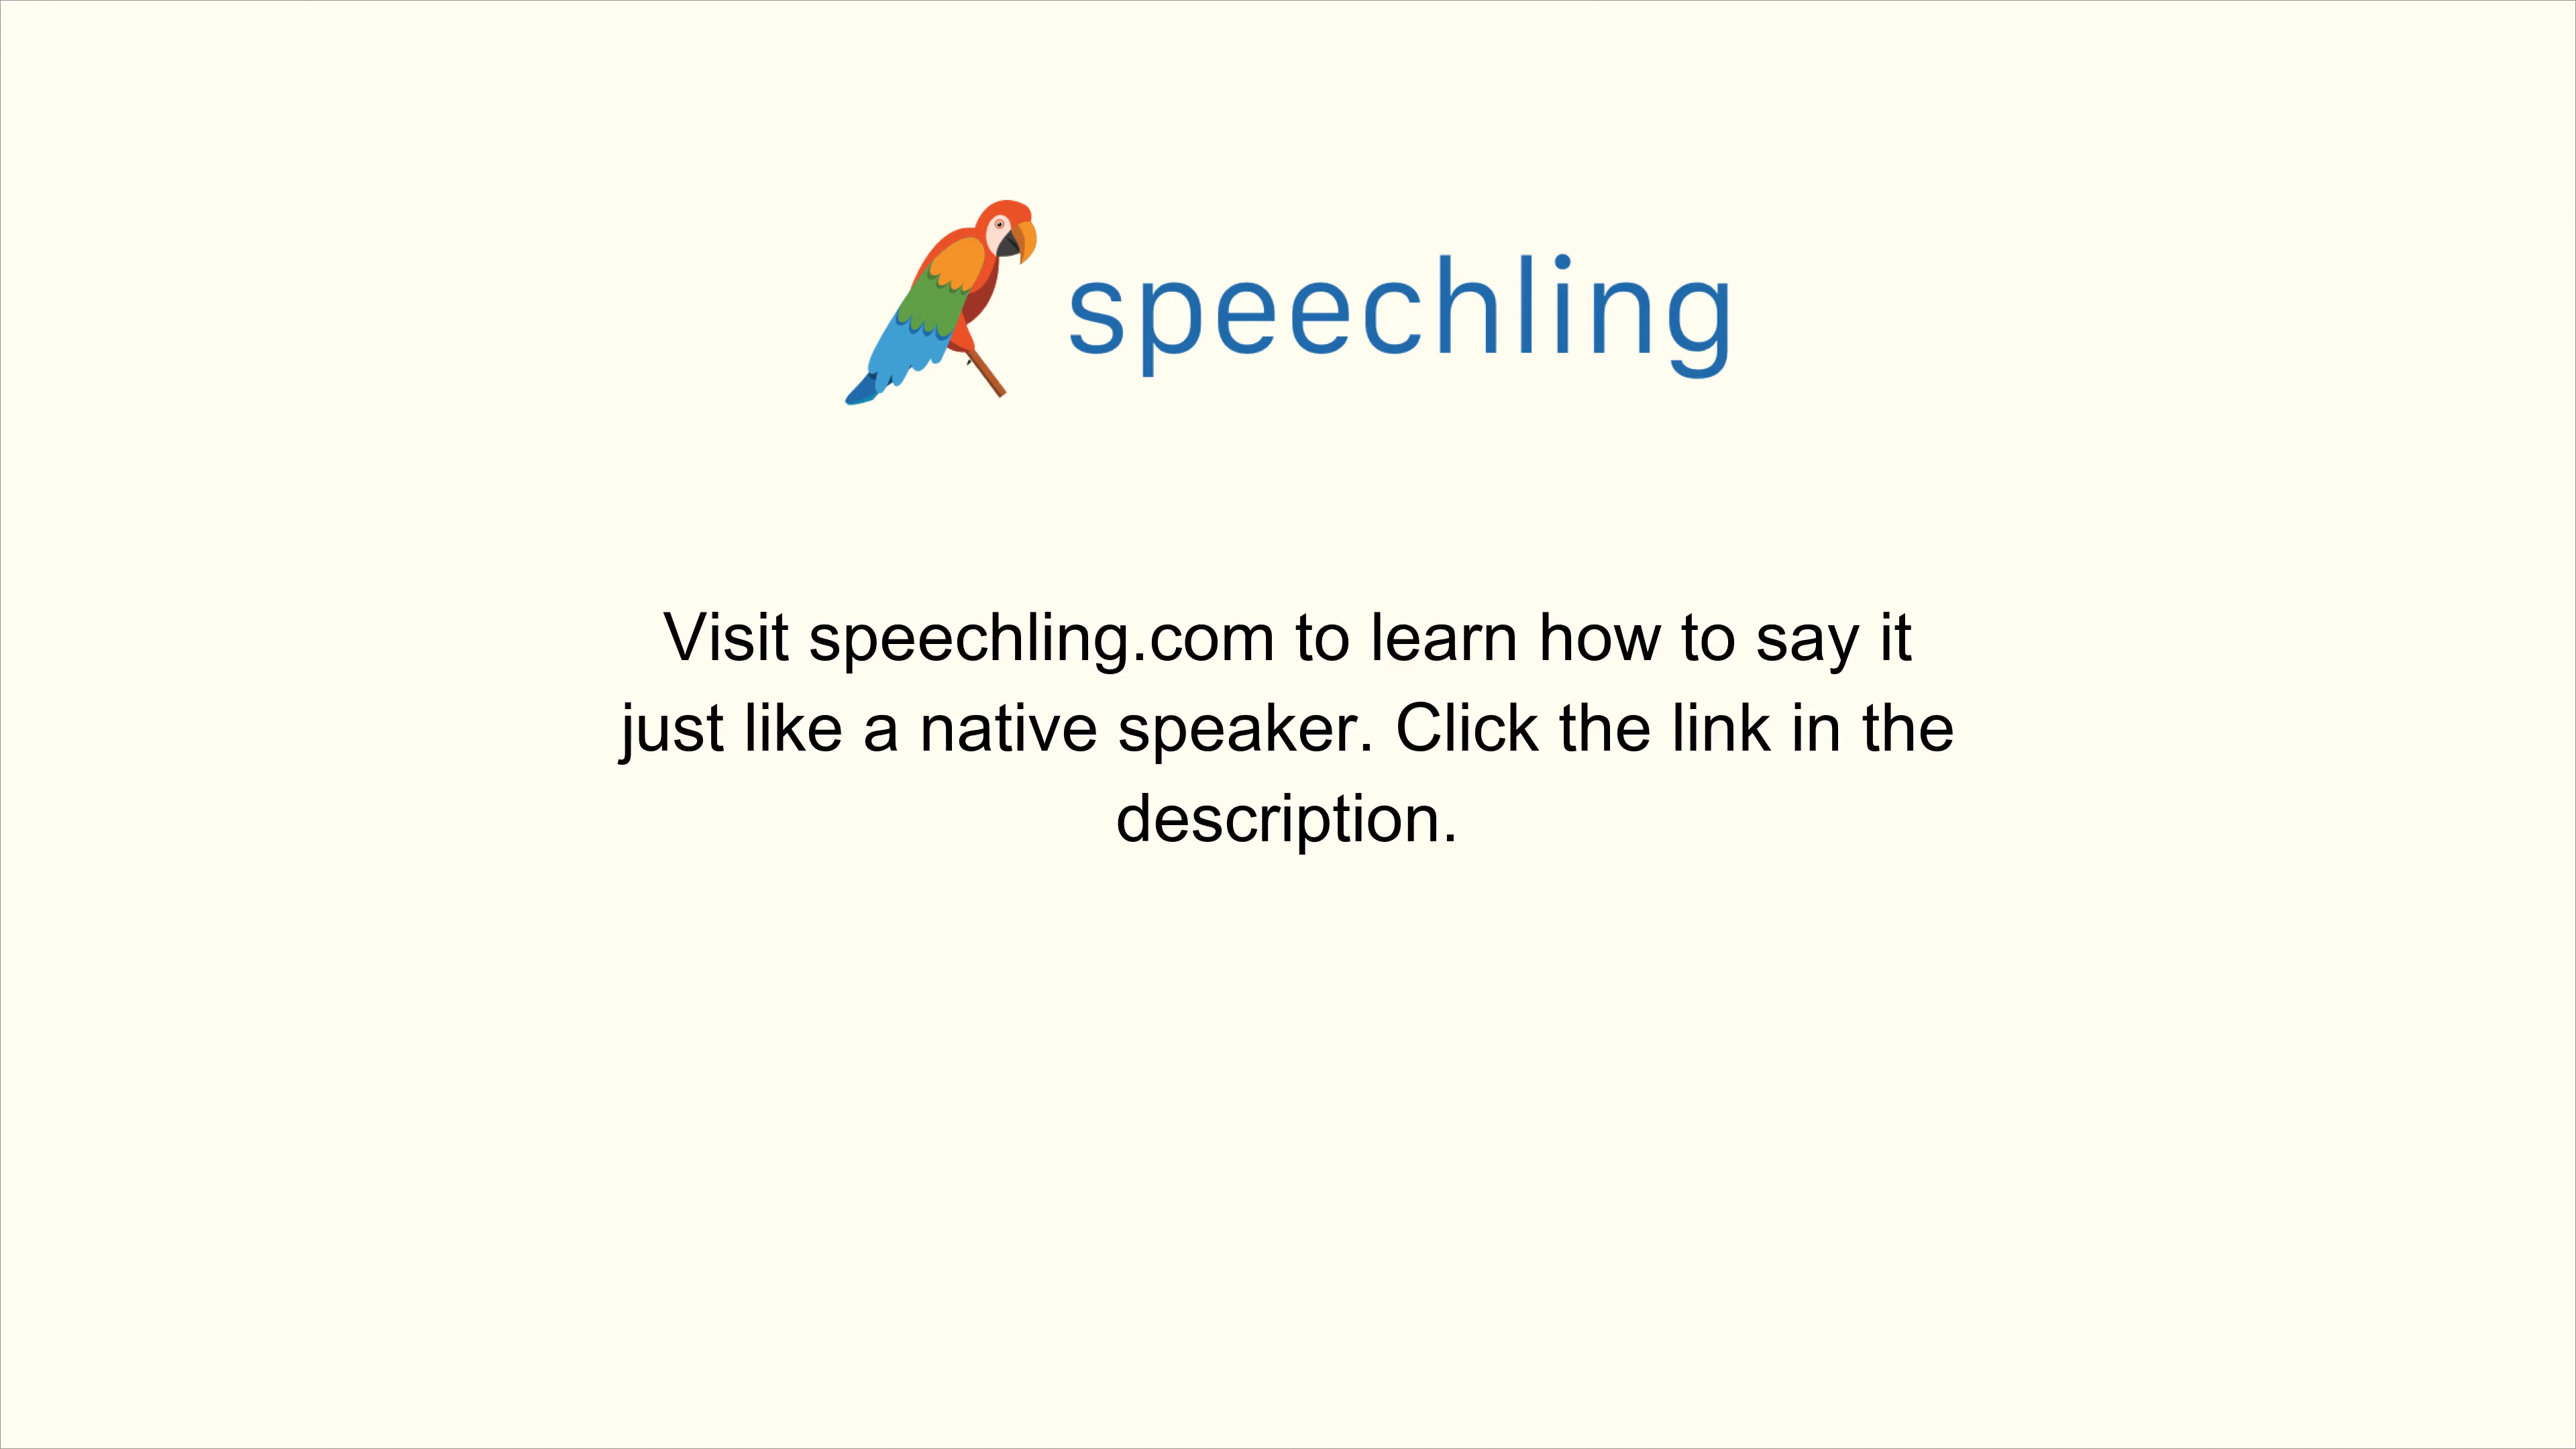 speechling
Visit speechling.com to learn how to say it
just like a native speaker. Click the link in the
description.